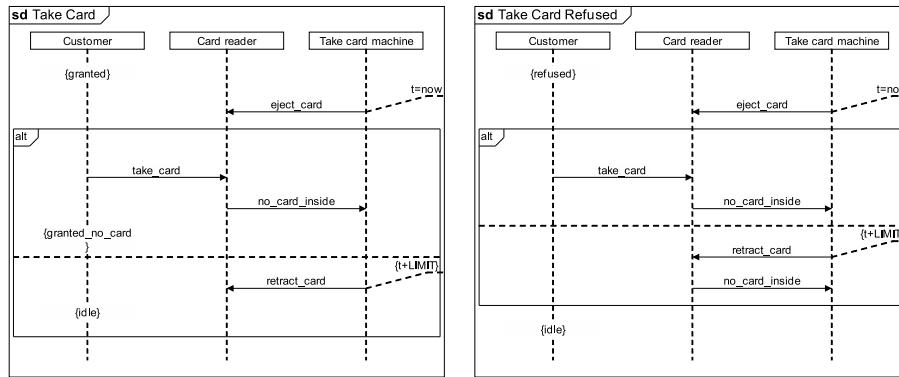 sd Take Card
Customer
Card reader
Take card machine
{granted}
t=now
eject_card
alt
take_card
no_card_inside
{granted_no_card
}
{t+LIMIT}
retract_card
{idle}
sd Take Card Refused
Customer
Card reader
Take card machine
{refused}
t=no
eject_card
alt
take_card
no_card_inside
{t+LIMIT
retract_card
no_card_inside
{idle}